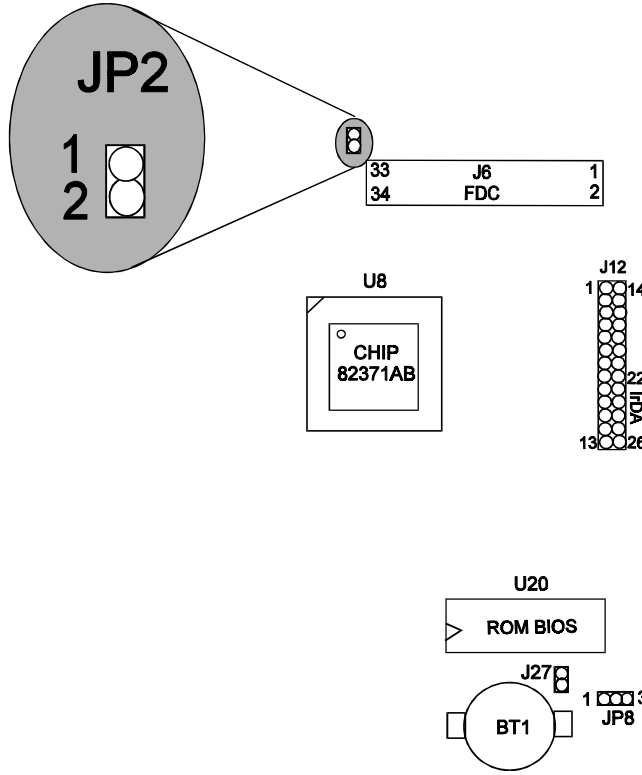 JP2
1
2
33 J6 1
34 FDC 2
J12
1 14
U8
CHIP
82371AB
22
IrDA
13 26
U20
ROM BIOS
J27
1 3
JP8
BT1